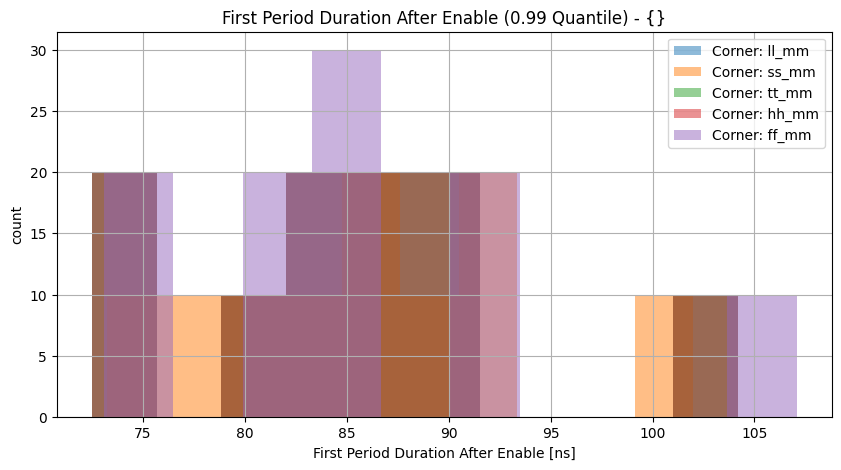 First Period Duration After Enable (0.99 Quantile) - {}
Corner: ll_mm
Corner: ss_mm
Corner: tt_mm
Corner: hh_mm
Corner: ff_mm
count
30
25
20
15
10
5
0
75 80 85 90 95 100 105
First Period Duration After Enable [ns]